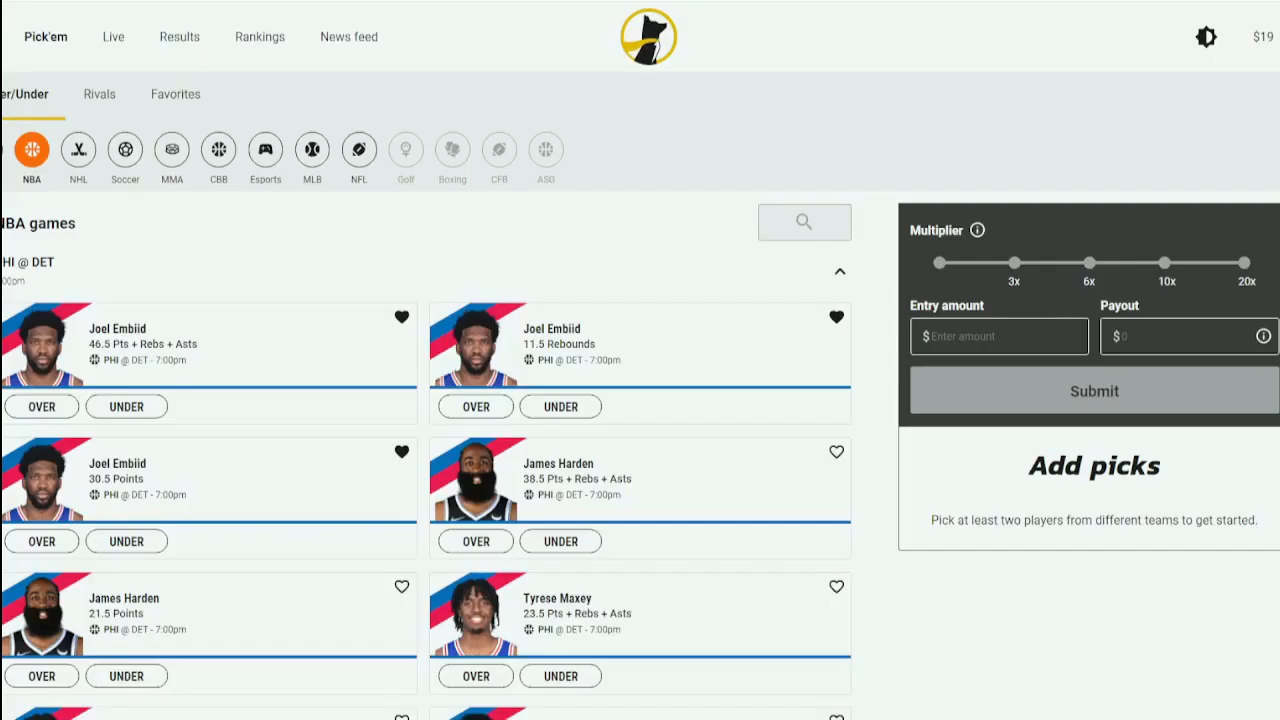 Pick'em Live Results Rankings News feed $19
er/Under Rivals Favorites
NBA NHL Soccer MMA CBB Esports MLB NFL Golf Boxing CFB ASG
NBA games
HI @ DET
00pm
Joel Embiid
46.5 Pts + Rebs + Asts
PHI @ DET - 7:00pm
OVER UNDER
Joel Embiid
11.5 Rebounds
PHI @ DET - 7:00pm
OVER UNDER
Joel Embiid
30.5 Points
PHI @ DET - 7:00pm
OVER UNDER
James Harden
38.5 Pts + Rebs + Asts
PHI @ DET - 7:00pm
OVER UNDER
James Harden
21.5 Points
PHI @ DET - 7:00pm
OVER UNDER
Tyrese Maxey
23.5 Pts + Rebs + Asts
PHI @ DET - 7:00pm
OVER UNDER
Multiplier
3x 6x 10x 20x
Entry amount Payout
$ Enter amount $ 0
Submit
Add picks
Pick at least two players from different teams to get started.